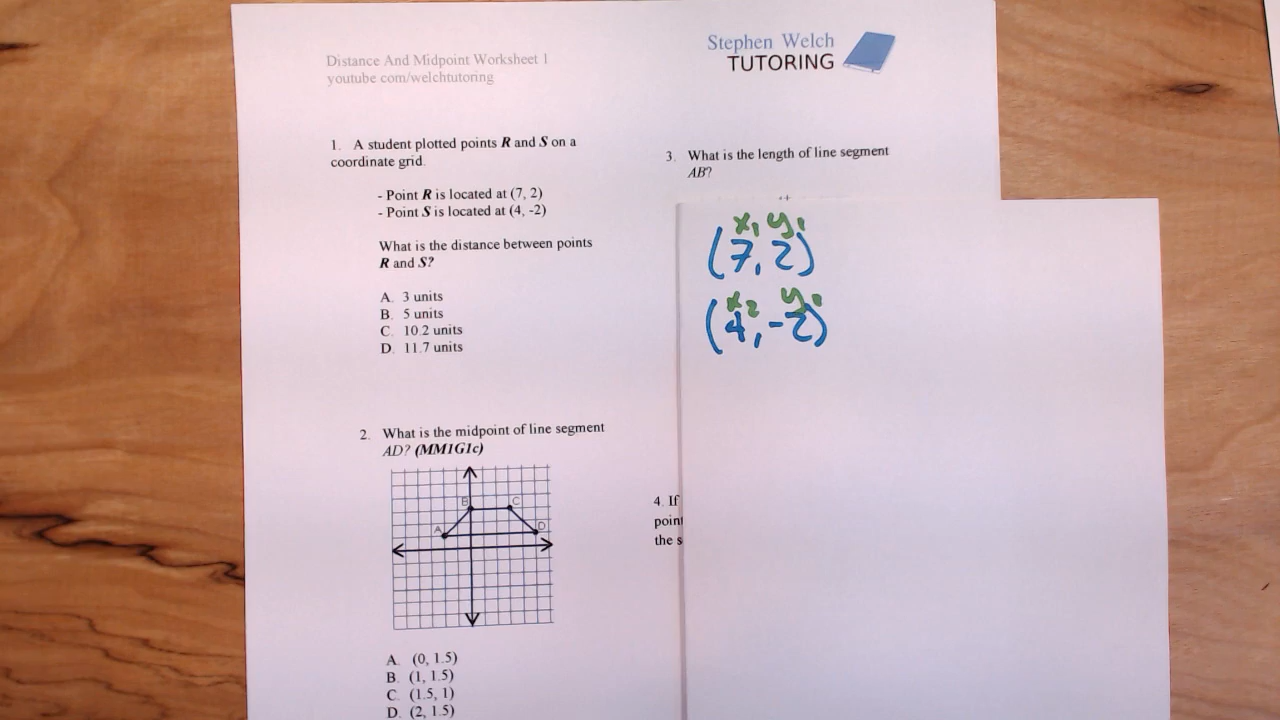 Distance And Midpoint Worksheet 1
youtube com/welchtutoring
Stephen Welch
TUTORING
1. A student plotted points R and S on a
coordinate grid.
- Point R is located at (7, 2)
- Point S is located at (4, -2)
What is the distance between points
R and S?
A. 3 units
B. 5 units
C. 10.2 units
D. 11.7 units
2. What is the midpoint of line segment
AD? (MM1G1c)
B
C
A
D
A. (0, 1.5)
B. (1, 1.5)
C. (1.5, 1)
D. (2, 1.5)
3. What is the length of line segment
AB?
x₁ y₁
(7, 2)
x₂ y
(4, -2)
4. If
point
the s